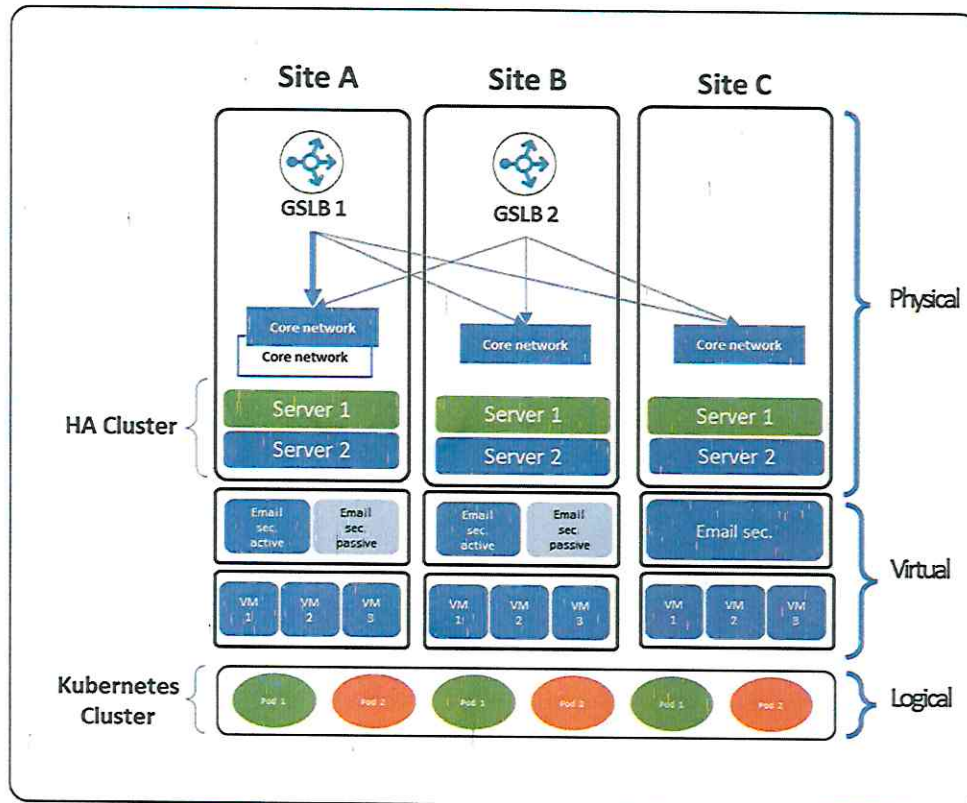 Site A
Site B
Site C
GSLB 1
GSLB 2
Core network
Core network
Core network
Core network
Physical
HA Cluster
Server 1
Server 2
Server 1
Server 2
Server 1
Server 2
Email
sec.
active
Email
sec.
passive
Email
sec.
active
Email
sec.
passive
Email sec.
Virtual
VM
1
VM
2
VM
3
VM
1
VM
2
VM
3
VM
1
VM
2
VM
3
Kubernetes
Cluster
Pod 1
Pod 2
Pod 1
Pod 2
Pod 1
Pod 2
Logical